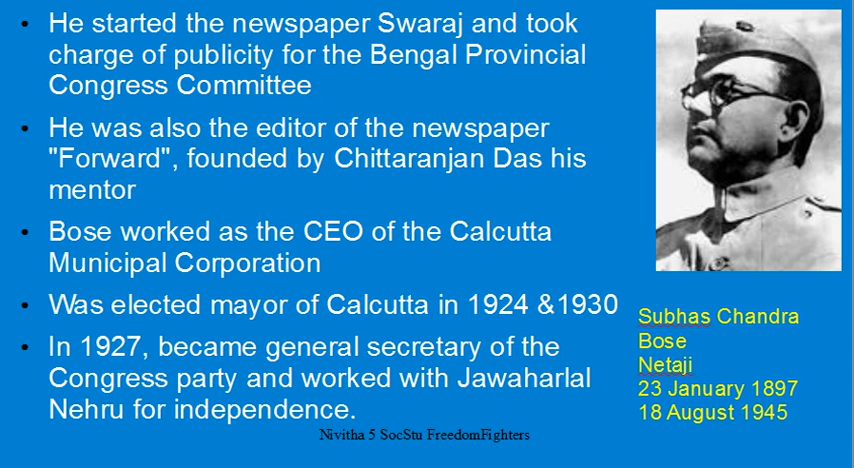 • He started the newspaper Swaraj and took
charge of publicity for the Bengal Provincial
Congress Committee
• He was also the editor of the newspaper
"Forward", founded by Chittaranjan Das his
mentor
• Bose worked as the CEO of the Calcutta
Municipal Corporation
• Was elected mayor of Calcutta in 1924 &1930
• In 1927, became general secretary of the
Congress party and worked with Jawaharlal
Nehru for independence.
Subhas Chandra
Bose
Netaji
23 January 1897
18 August 1945
Nivitha 5 SocStu FreedomFighters